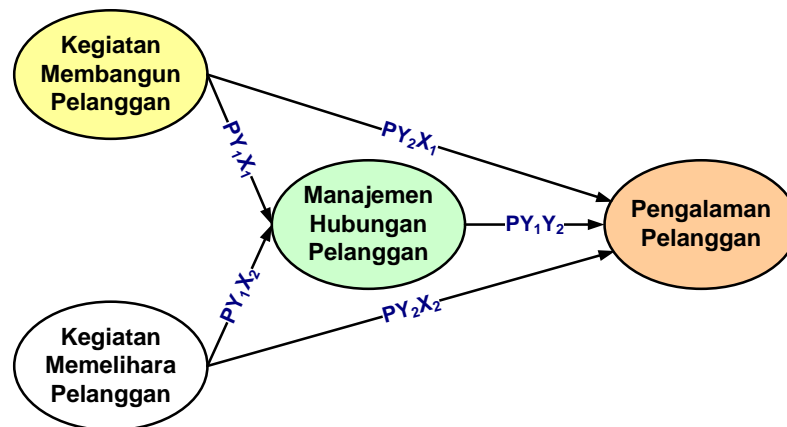 Kegiatan
Membangun
Pelanggan
PY₁X₁
PY₂X₁
Manajemen
Hubungan
Pelanggan
PY₁Y₂
Pengalaman
Pelanggan
PY₁X₂
PY₂X₂
Kegiatan
Memelihara
Pelanggan